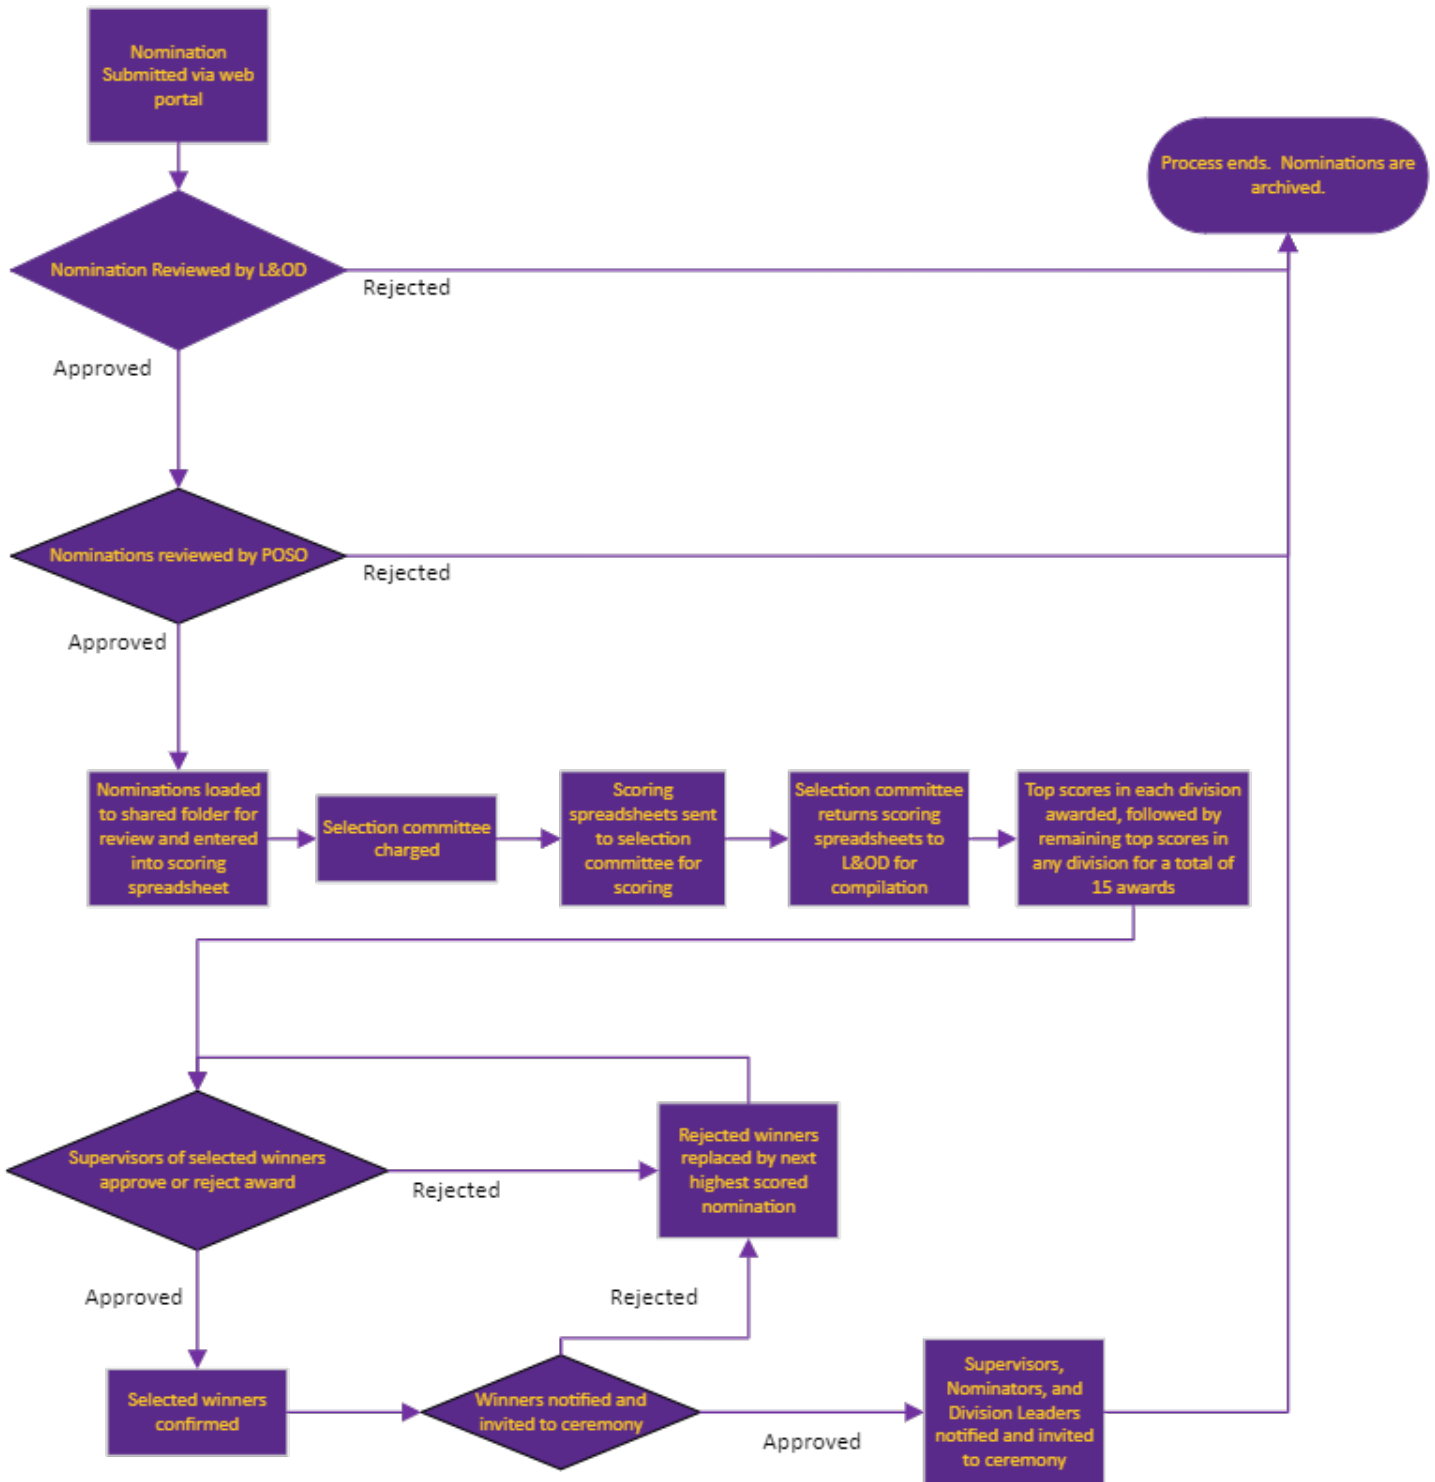 Nomination
Submitted via web
portal
Process ends.  Nominations are
archived.
Nomination Reviewed by L&OD
Rejected
Approved
Nominations reviewed by POSO
Rejected
Approved
Nominations loaded
to shared folder for
review and entered
into scoring
spreadsheet
Selection committee
charged
Scoring
spreadsheets sent
to selection
committee for
scoring
Selection committee
returns scoring
spreadsheets to
L&OD for
compilation
Top scores in each division
awarded, followed by
remaining top scores in
any division for a total of
15 awards
Supervisors of selected winners
approve or reject award
Rejected
Rejected winners
replaced by next
highest scored
nomination
Approved
Rejected
Selected winners
confirmed
Winners notified and
invited to ceremony
Approved
Supervisors,
Nominators, and
Division Leaders
notified and invited
to ceremony